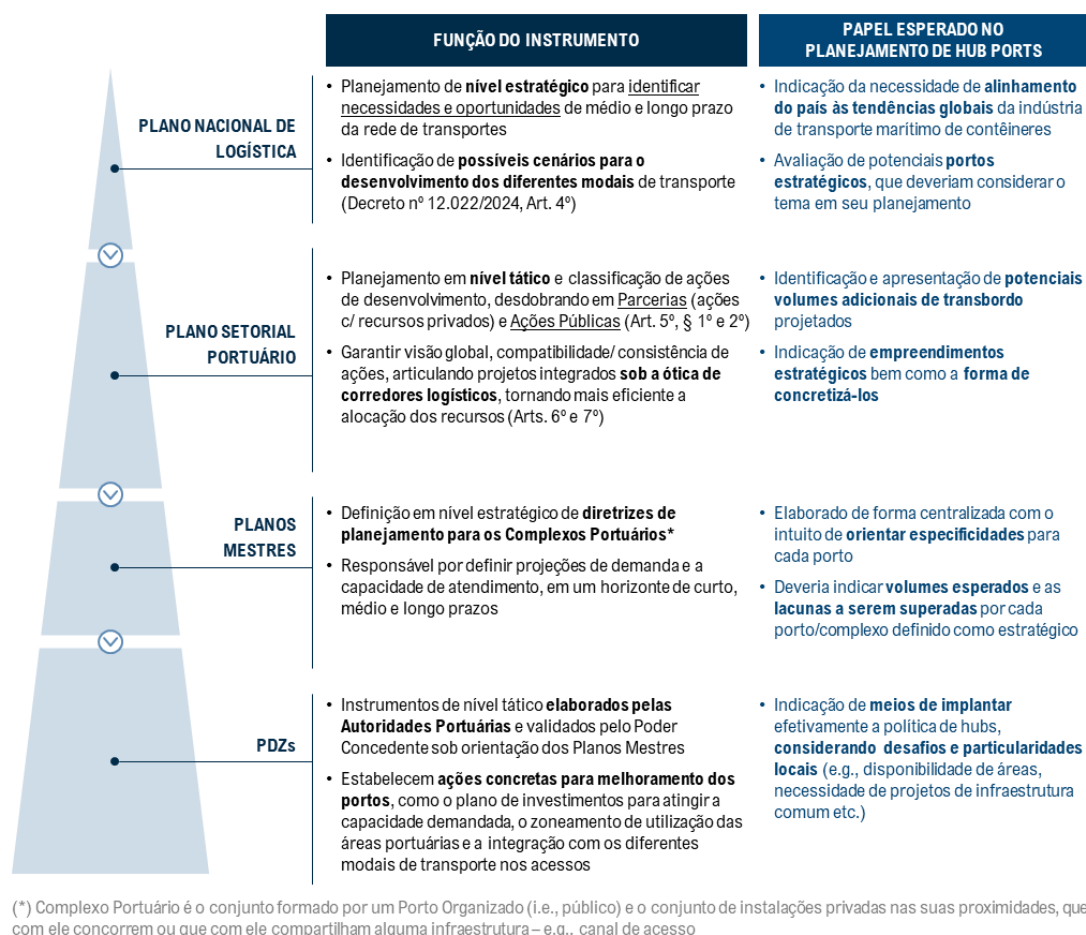 FUNÇÃO DO INSTRUMENTO
PAPEL ESPERADO NO
PLANEJAMENTO DE HUB PORTS
PLANO NACIONAL DE
LOGÍSTICA
• Planejamento de nível estratégico para identificar
necessidades e oportunidades de médio e longo prazo
da rede de transportes
• Identificação de possíveis cenários para o
desenvolvimento dos diferentes modais de transporte
(Decreto nº 12.022/2024, Art. 4º)
• Indicação da necessidade de alinhamento
do país às tendências globais da indústria
de transporte marítimo de contêineres
• Avaliação de potenciais portos
estratégicos, que deveriam considerar o
tema em seu planejamento
PLANO SETORIAL
PORTUÁRIO
• Planejamento em nível tático e classificação de ações
de desenvolvimento, desdobrando em Parcerias (ações
c/ recursos privados) e Ações Públicas (Art. 5º, § 1º e 2º)
• Garantir visão global, compatibilidade/ consistência de
ações, articulando projetos integrados sob a ótica de
corredores logísticos, tornando mais eficiente a
alocação dos recursos (Arts. 6º e 7º)
• Identificação e apresentação de potenciais
volumes adicionais de transbordo
projetados
• Indicação de empreendimentos
estratégicos bem como a forma de
concretizá-los
PLANOS
MESTRES
• Definição em nível estratégico de diretrizes de
planejamento para os Complexos Portuários*
• Responsável por definir projeções de demanda e a
capacidade de atendimento, em um horizonte de curto,
médio e longo prazos
• Elaborado de forma centralizada com o
intuito de orientar especificidades para
cada porto
• Deveria indicar volumes esperados e as
lacunas a serem superadas por cada
porto/complexo definido como estratégico
PDZs
• Instrumentos de nível tático elaborados pelas
Autoridades Portuárias e validados pelo Poder
Concedente sob orientação dos Planos Mestres
• Estabelecem ações concretas para melhoramento dos
portos, como o plano de investimentos para atingir a
capacidade demandada, o zoneamento de utilização das
áreas portuárias e a integração com os diferentes
modais de transporte nos acessos
• Indicação de meios de implantar
efetivamente a política de hubs,
considerando desafios e particularidades
locais (e.g., disponibilidade de áreas,
necessidade de projetos de infraestrutura
comum etc.)
(*) Complexo Portuário é o conjunto formado por um Porto Organizado (i.e., público) e o conjunto de instalações privadas nas suas proximidades, que
com ele concorrem ou que com ele compartilham alguma infraestrutura – e.g., canal de acesso